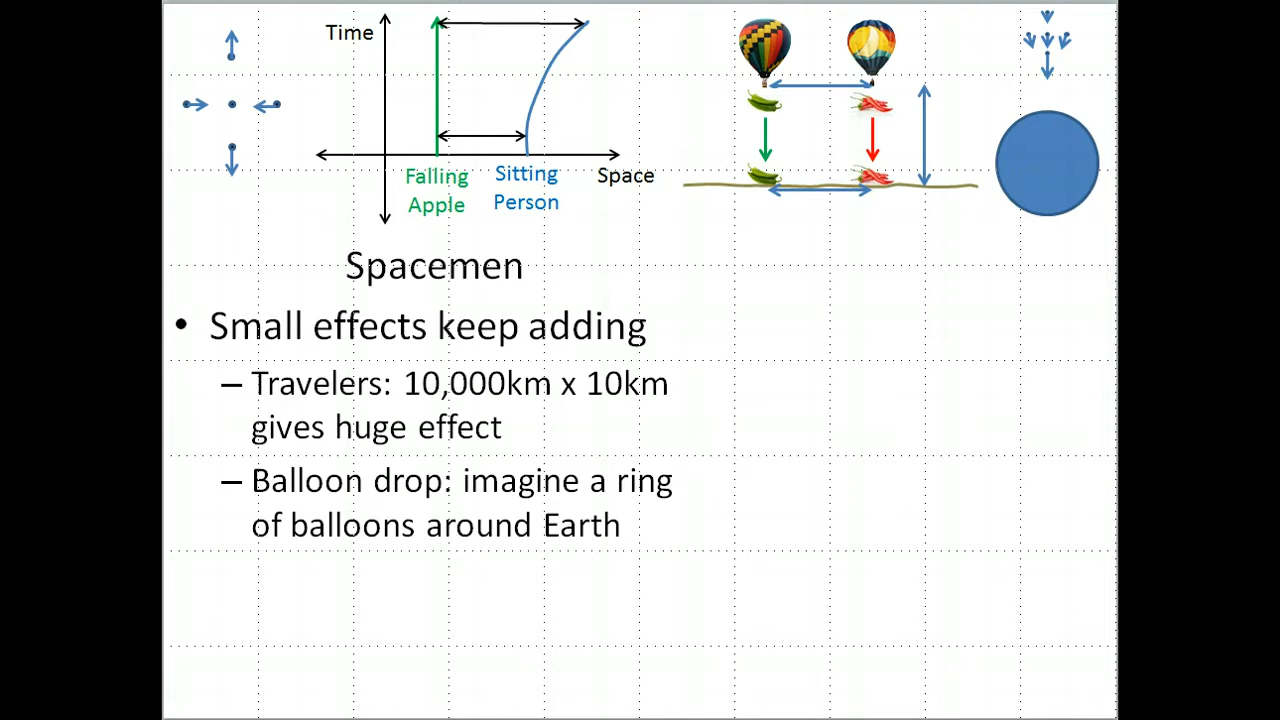 Time
Falling
Apple
Sitting
Person
Space
Spacemen
• Small effects keep adding
– Travelers: 10,000km x 10km
gives huge effect
– Balloon drop: imagine a ring
of balloons around Earth